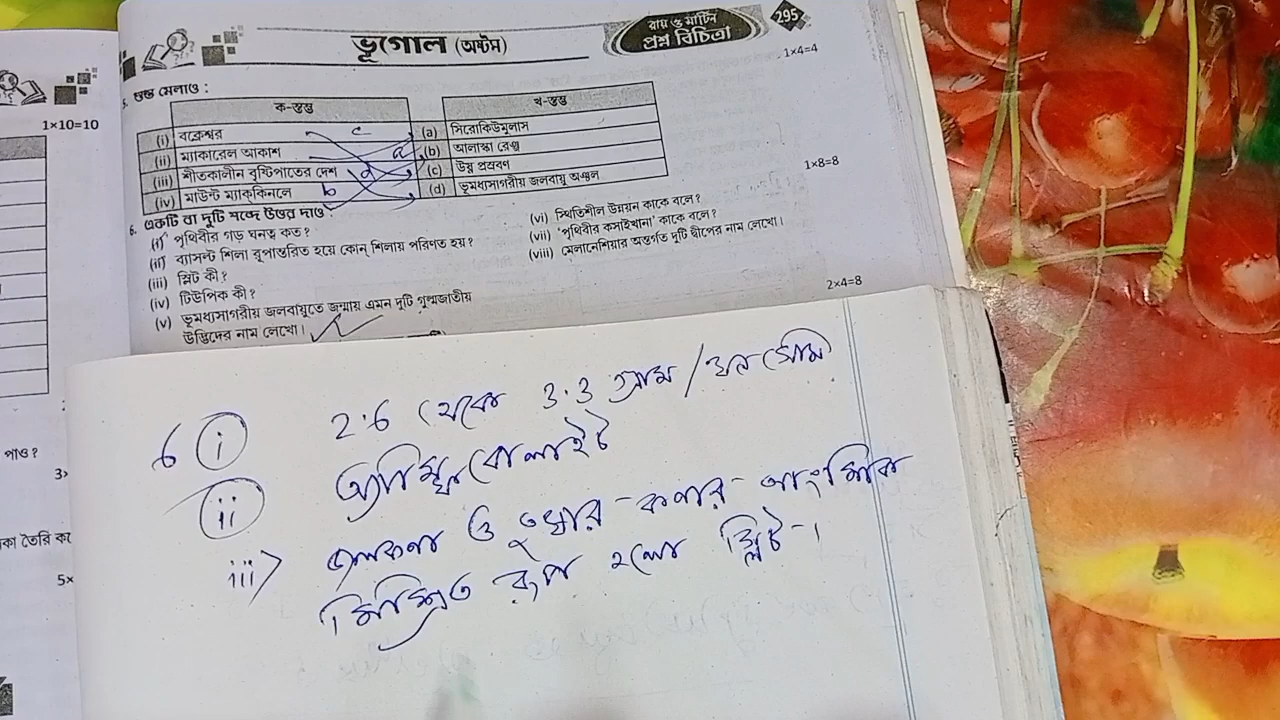 ভূগোল (অষ্টম)
রায় ও মার্টিন
প্রশ্ন বিচিত্রা
295
1×10=10
5. স্তম্ভ মেলাও :
1×4=4
ক-স্তম্ভ
খ-স্তম্ভ
(i) বক্রেশ্বর
c
(a) সিরোকিউমুলাস
(ii) ম্যাকারেল আকাশ
a
(b) আলাস্কা রেঞ্জ
(iii) শীতকালীন বৃষ্টিপাতের দেশ
d
(c) উষ্ণ প্রস্রবণ
(iv) মাউন্ট ম্যাককিনলে
b
(d) ভূমধ্যসাগরীয় জলবায়ু অঞ্চল
6. একটি বা দুটি শব্দে উত্তর দাও :
1×8=8
(i) পৃথিবীর গড় ঘনত্ব কত?
(ii) ব্যাসল্ট শিলা রূপান্তরিত হয়ে কোন্ শিলায় পরিণত হয়?
(iii) স্লিট কী?
(iv) টিউপিক কী?
(v) ভূমধ্যসাগরীয় জলবায়ুতে জন্মায় এমন দুটি গুল্মজাতীয়
উদ্ভিদের নাম লেখো।
(vi) স্থিতিশীল উন্নয়ন কাকে বলে?
(vii) 'পৃথিবীর কসাইখানা' কাকে বলে?
(viii) মেলানেশিয়ার অন্তর্গত দুটি দ্বীপের নাম লেখো।
2×4=8
পাও?
3×
কা তৈরি কর
5×
6 i 2.6 থেকে 3.3 গ্রাম / ঘন সেমি
ii অ্যাম্ফিবোলাইট
iii> জলকণা ও তুষার-কণার-আংশিক
মিশ্রিত রূপ হলো স্লিট-।